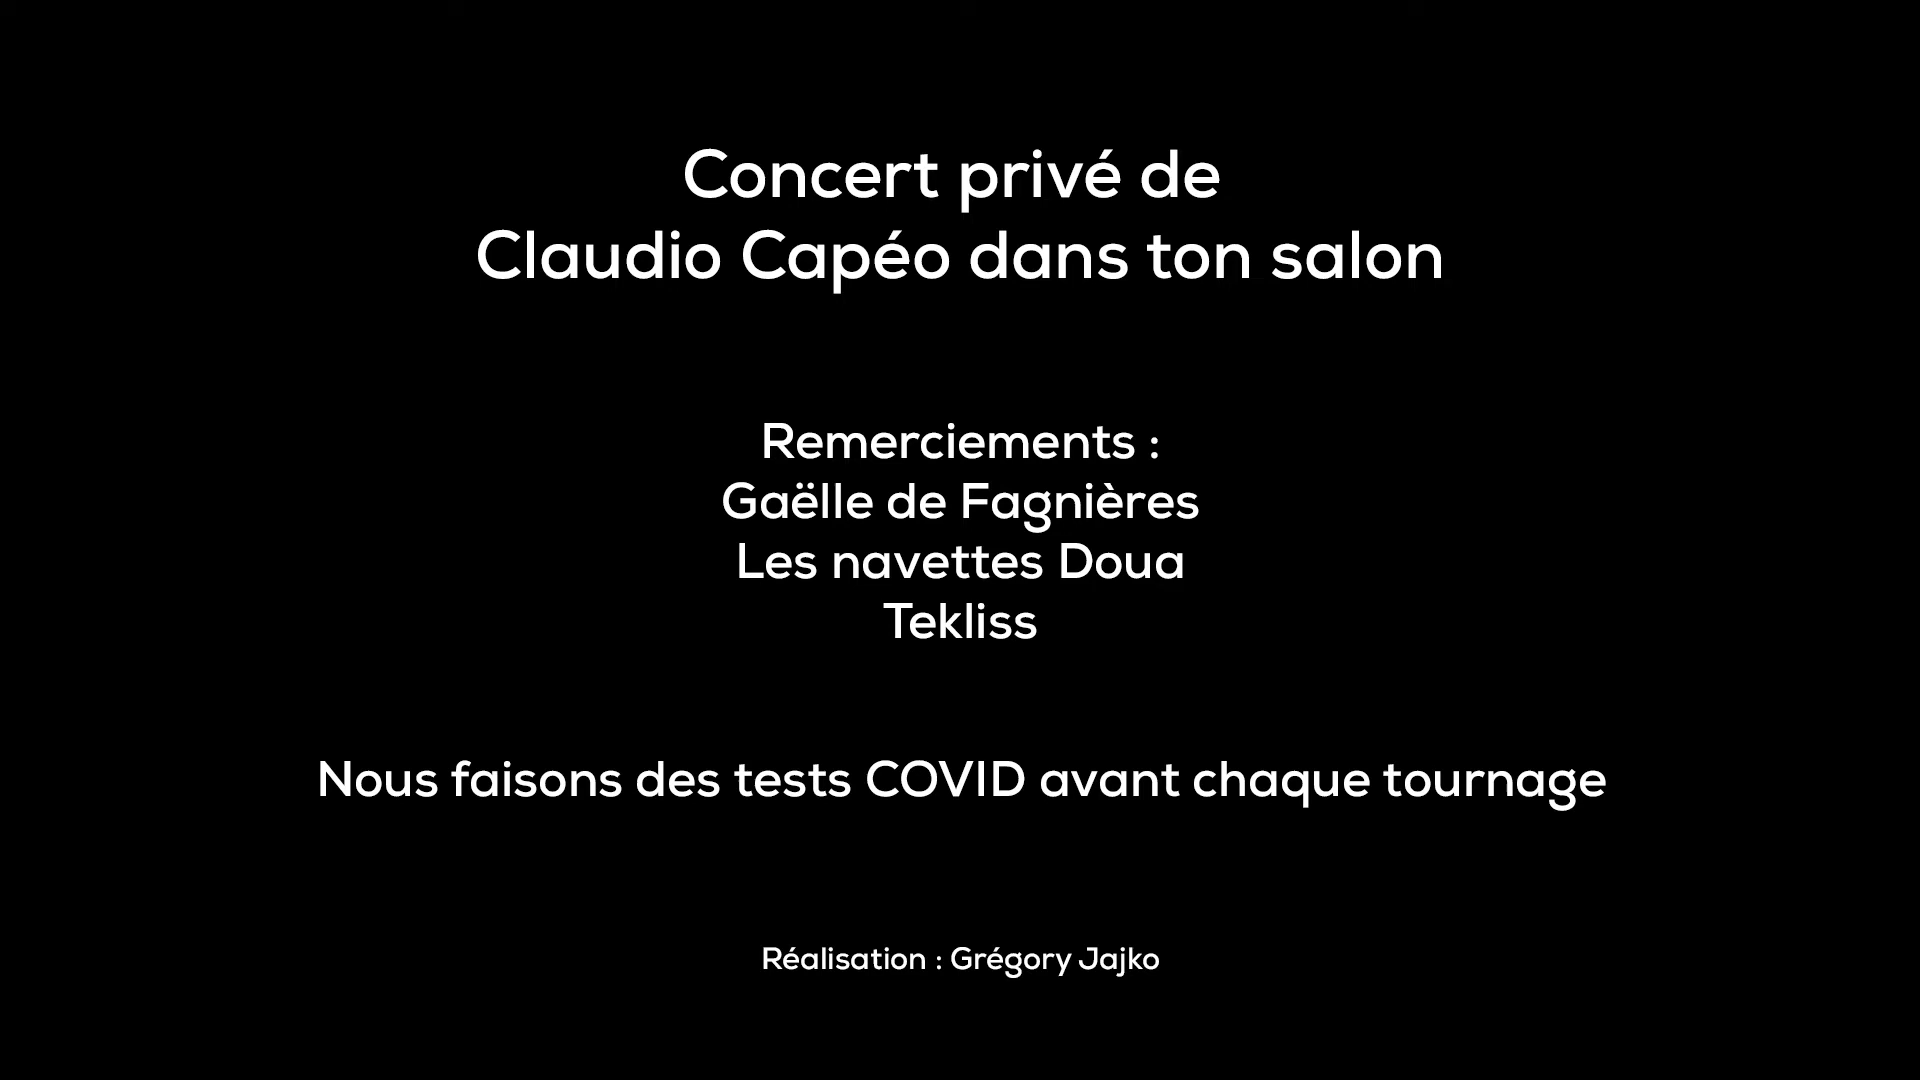 Concert privé de
Claudio Capéo dans ton salon
Remerciements :
Gaëlle de Fagnières
Les navettes Doua
Tekliss
Nous faisons des tests COVID avant chaque tournage
Réalisation : Grégory Jajko